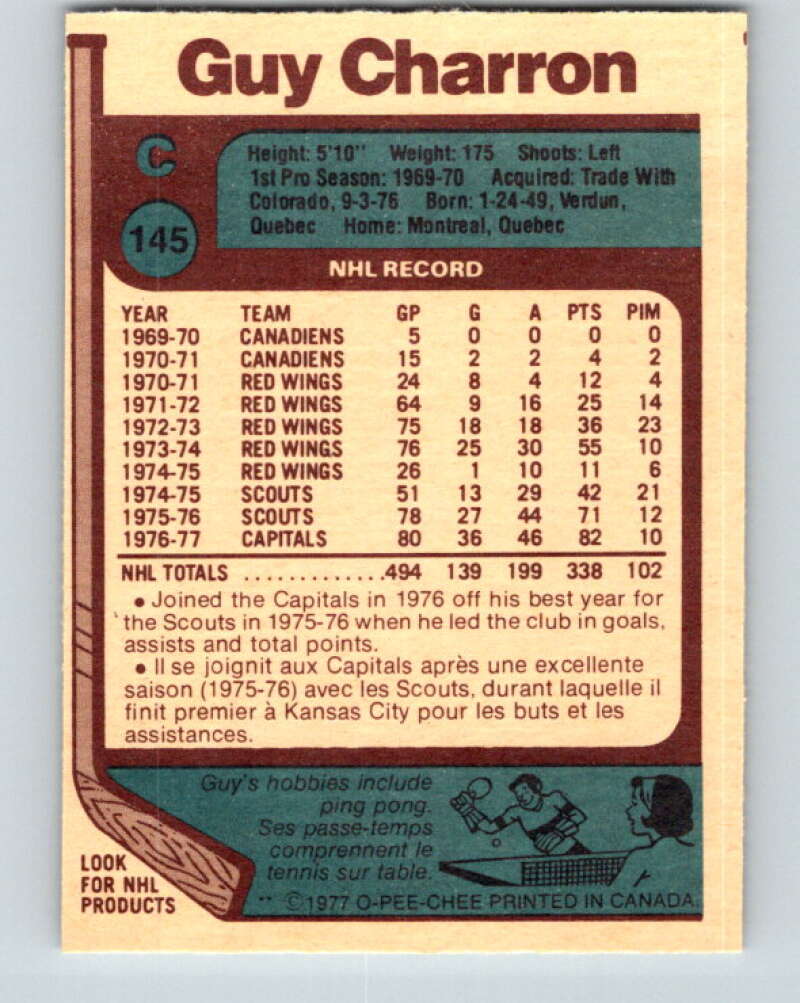 Guy Charron
C
Height: 5'10" Weight: 175 Shoots: Left
1st Pro Season: 1969-70 Acquired: Trade With
Colorado, 9-3-76 Born: 1-24-49, Verdun,
Quebec Home: Montreal, Quebec
145
NHL RECORD
YEAR TEAM GP G A PTS PIM
1969-70 CANADIENS 5 0 0 0 0
1970-71 CANADIENS 15 2 2 4 2
1970-71 RED WINGS 24 8 4 12 4
1971-72 RED WINGS 64 9 16 25 14
1972-73 RED WINGS 75 18 18 36 23
1973-74 RED WINGS 76 25 30 55 10
1974-75 RED WINGS 26 1 10 11 6
1974-75 SCOUTS 51 13 29 42 21
1975-76 SCOUTS 78 27 44 71 12
1976-77 CAPITALS 80 36 46 82 10
NHL TOTALS .............494 139 199 338 102
• Joined the Capitals in 1976 off his best year for
the Scouts in 1975-76 when he led the club in goals,
assists and total points.
• Il se joignit aux Capitals après une excellente
saison (1975-76) avec les Scouts, durant laquelle il
finit premier à Kansas City pour les buts et les
assistances.
Guy's hobbies include
ping pong.
Ses passe-temps
comprennent le
tennis sur table.
LOOK
FOR NHL
PRODUCTS
** ©1977 O-PEE-CHEE PRINTED IN CANADA